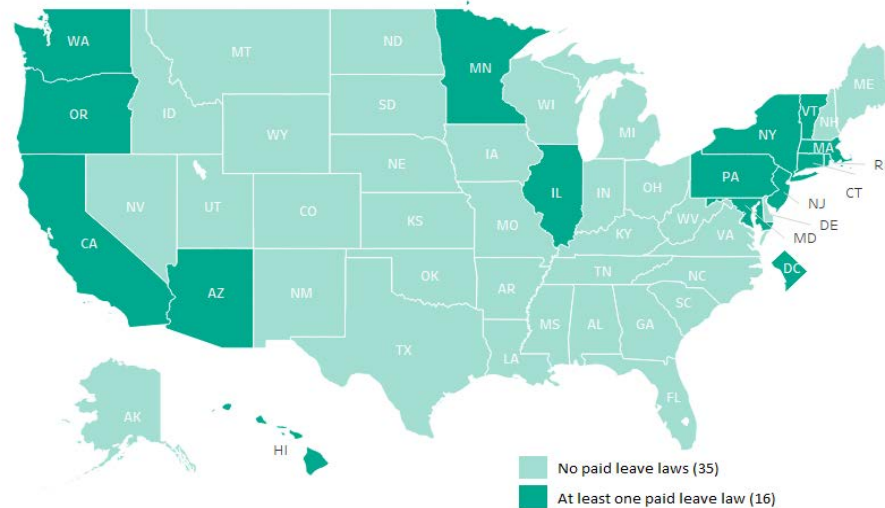 WA
MT
ND
MN
ME
OR
ID
SD
WI
MI
NY
VT
NH
MA
R
WY
NE
IA
PA
CT
NJ
NV
UT
CO
KS
MO
IL
IN
OH
WV
VA
DE
MD
CA
KY
DC
AZ
NM
OK
AR
TN
NC
SC
TX
LA
MS
AL
GA
FL
AK
HI
No paid leave laws (35)
At least one paid leave law (16)